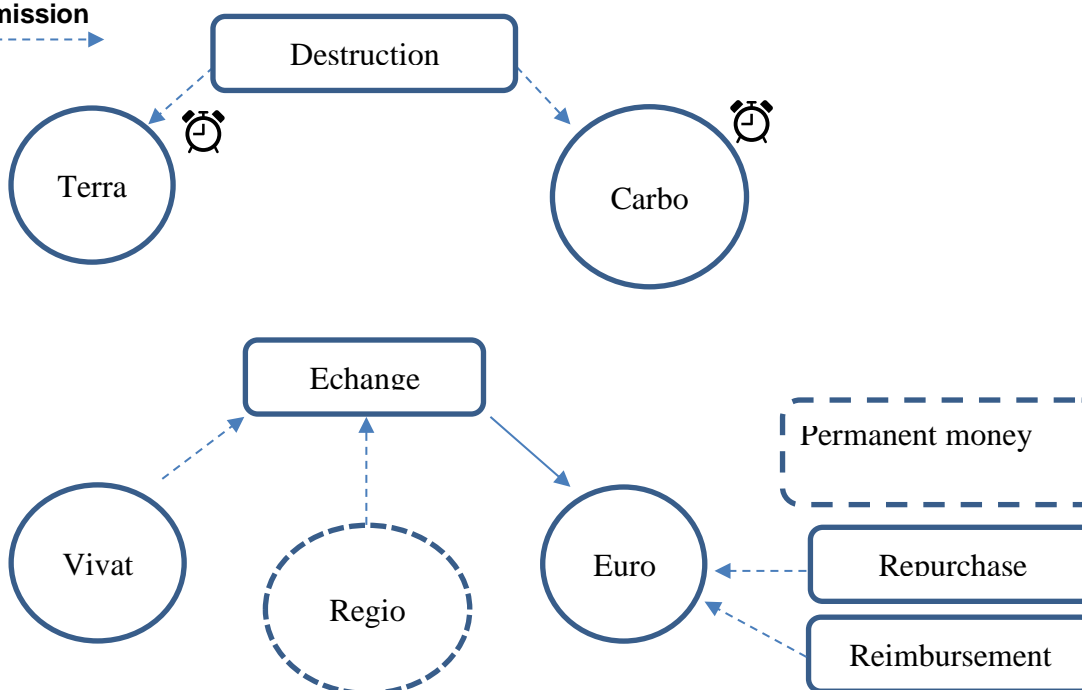 mission
Destruction
Terra
Carbo
Echange
Permanent money
Vivat
Euro
Repurchase
Regio
Reimbursement